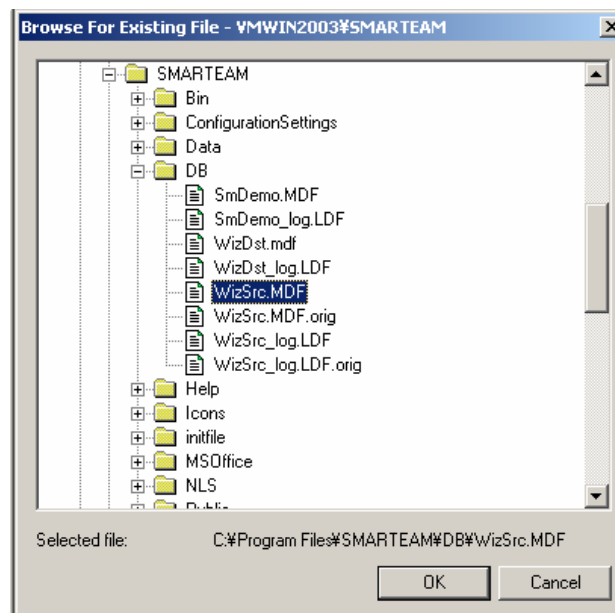 Browse For Existing File - ¥MWIN2003¥SMARTEAM
SMARTEAM
Bin
ConfigurationSettings
Data
DB
SmDemo.MDF
SmDemo_log.LDF
WizDst.mdf
WizDst_log.LDF
WizSrc.MDF
WizSrc.MDF.orig
WizSrc_log.LDF
WizSrc_log.LDF.orig
Help
Icons
initfile
MSOffice
NLS
Selected file: C:¥Program Files¥SMARTEAM¥DB¥WizSrc.MDF
OK Cancel